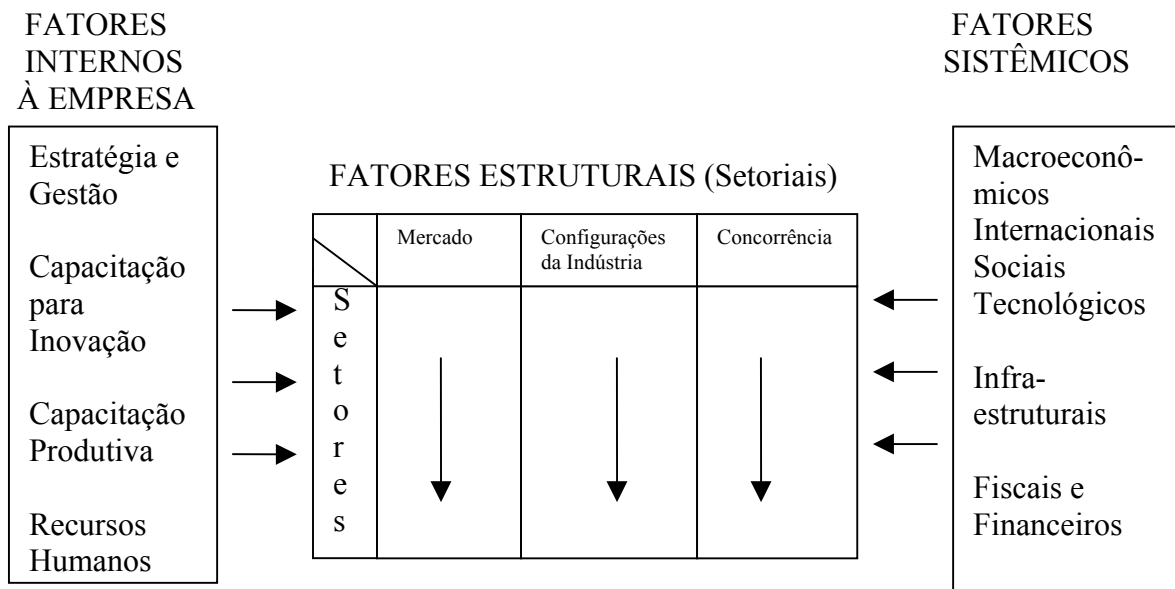 FATORES
INTERNOS
À EMPRESA
Estratégia e
Gestão
Capacitação
para
Inovação
Capacitação
Produtiva
Recursos
Humanos
FATORES ESTRUTURAIS (Setoriais)
Mercado
Configurações
da Indústria
Concorrência
S
e
t
o
r
e
s
FATORES
SISTÊMICOS
Macroeconô-
micos
Internacionais
Sociais
Tecnológicos
Infra-
estruturais
Fiscais e
Financeiros